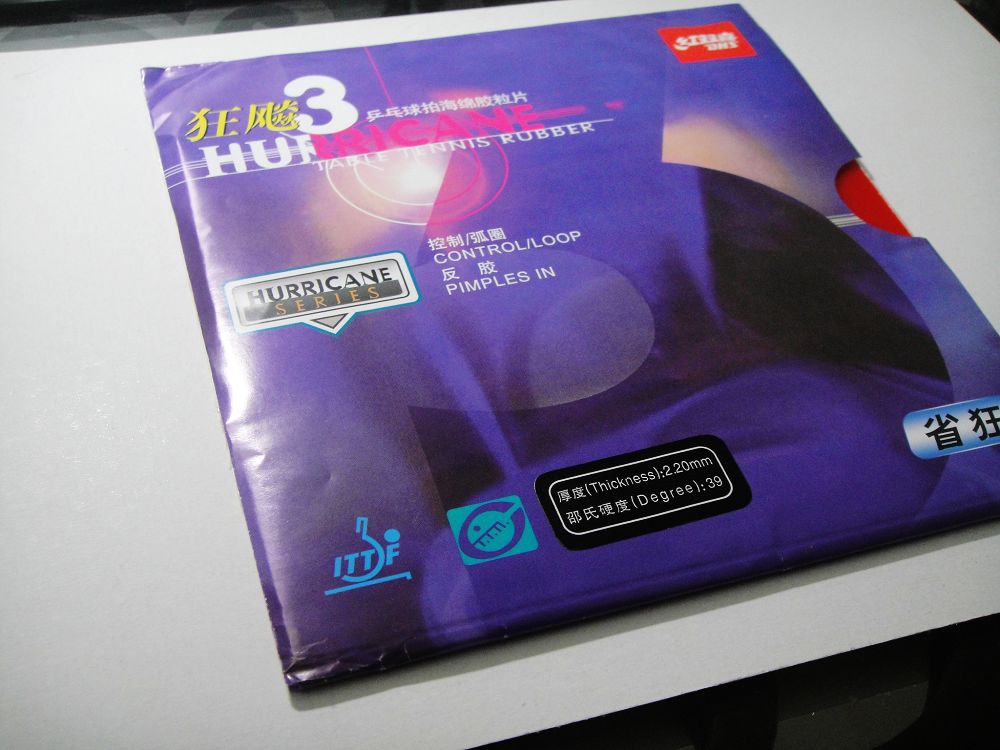 红双喜
DHS
狂飚3
乒乓球拍海绵胶粒片
HURRICANE
TABLE TENNIS RUBBER
控制/弧圈
CONTROL/LOOP
反 胶
PIMPLES IN
HURRICANE
SERIES
省狂
厚度(Thickness):2.20mm
邵氏硬度(Degree):39
ITTF